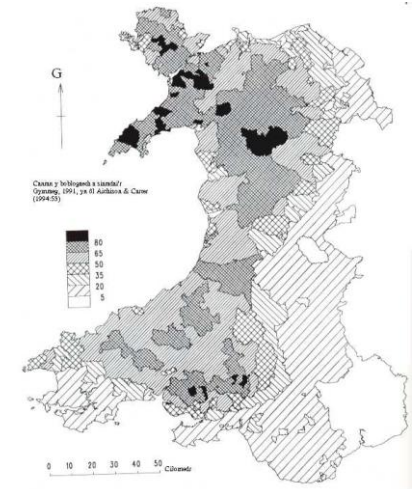 G
Canran y boblogaeth a siaradai'r
Gymraeg, 1991, yn ôl Aitchison & Carter
(1994:53)
80
65
50
35
20
5
0 10 20 30 40 50 Cilometr